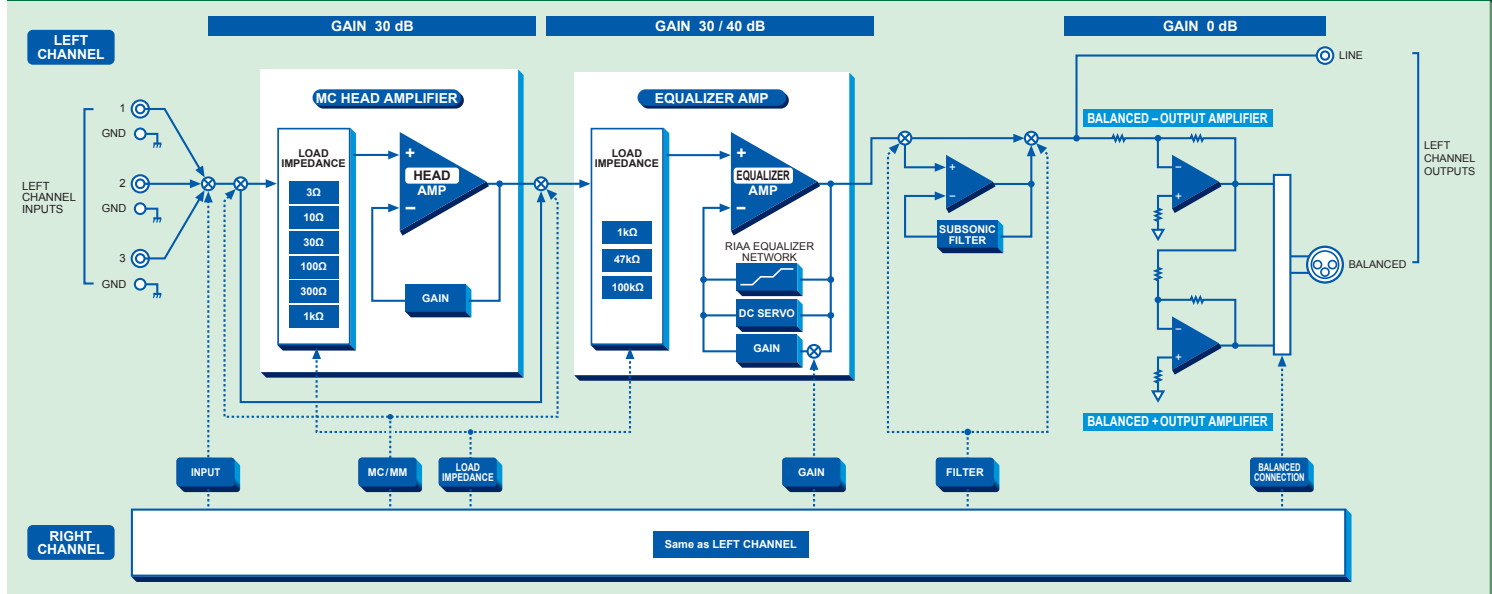 GAIN 30 dB
GAIN 30 / 40 dB
GAIN 0 dB
LEFT
CHANNEL
LEFT
CHANNEL
INPUTS
1
GND
2
GND
3
GND
MC HEAD AMPLIFIER
LOAD
IMPEDANCE
3Ω
10Ω
30Ω
100Ω
300Ω
1kΩ
+
HEAD
AMP
−
GAIN
EQUALIZER AMP
LOAD
IMPEDANCE
1kΩ
47kΩ
100kΩ
+
EQUALIZER
AMP
−
RIAA EQUALIZER
NETWORK
DC SERVO
GAIN
+
−
SUBSONIC
FILTER
LINE
BALANCED − OUTPUT AMPLIFIER
−
+
LEFT
CHANNEL
OUTPUTS
BALANCED
−
+
BALANCED + OUTPUT AMPLIFIER
INPUT
MC/MM
LOAD
IMPEDANCE
GAIN
FILTER
BALANCED
CONNECTION
RIGHT
CHANNEL
Same as LEFT CHANNEL